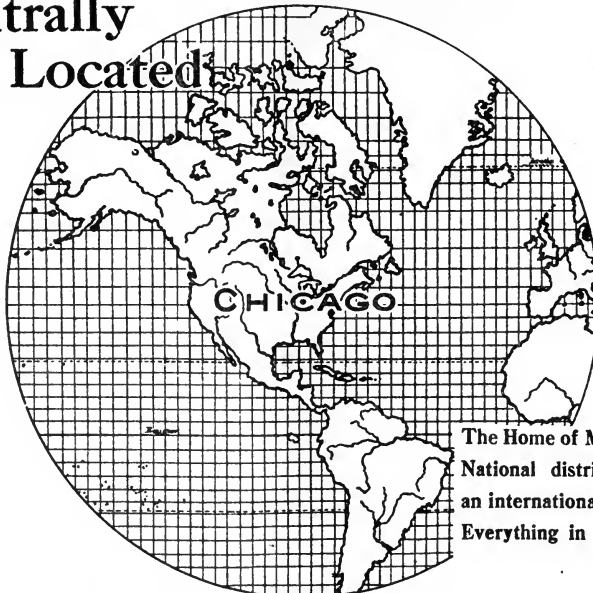 trally
Located
CHICAGO
The Home of M
National distri
an international
Everything in